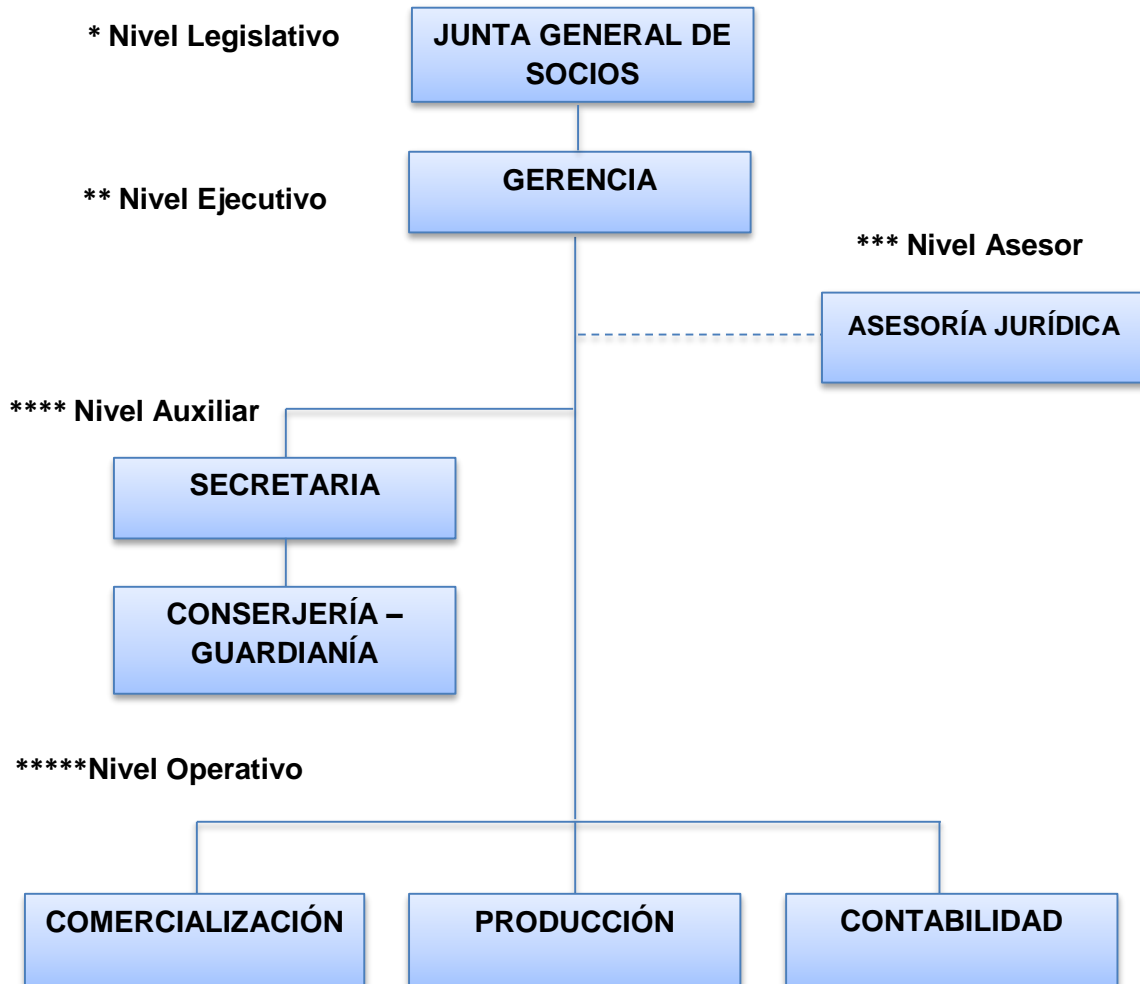 * Nivel Legislativo
JUNTA GENERAL DE
SOCIOS
** Nivel Ejecutivo
GERENCIA
*** Nivel Asesor
ASESORÍA JURÍDICA
**** Nivel Auxiliar
SECRETARIA
CONSERJERÍA –
GUARDIANÍA
*****Nivel Operativo
COMERCIALIZACIÓN
PRODUCCIÓN
CONTABILIDAD